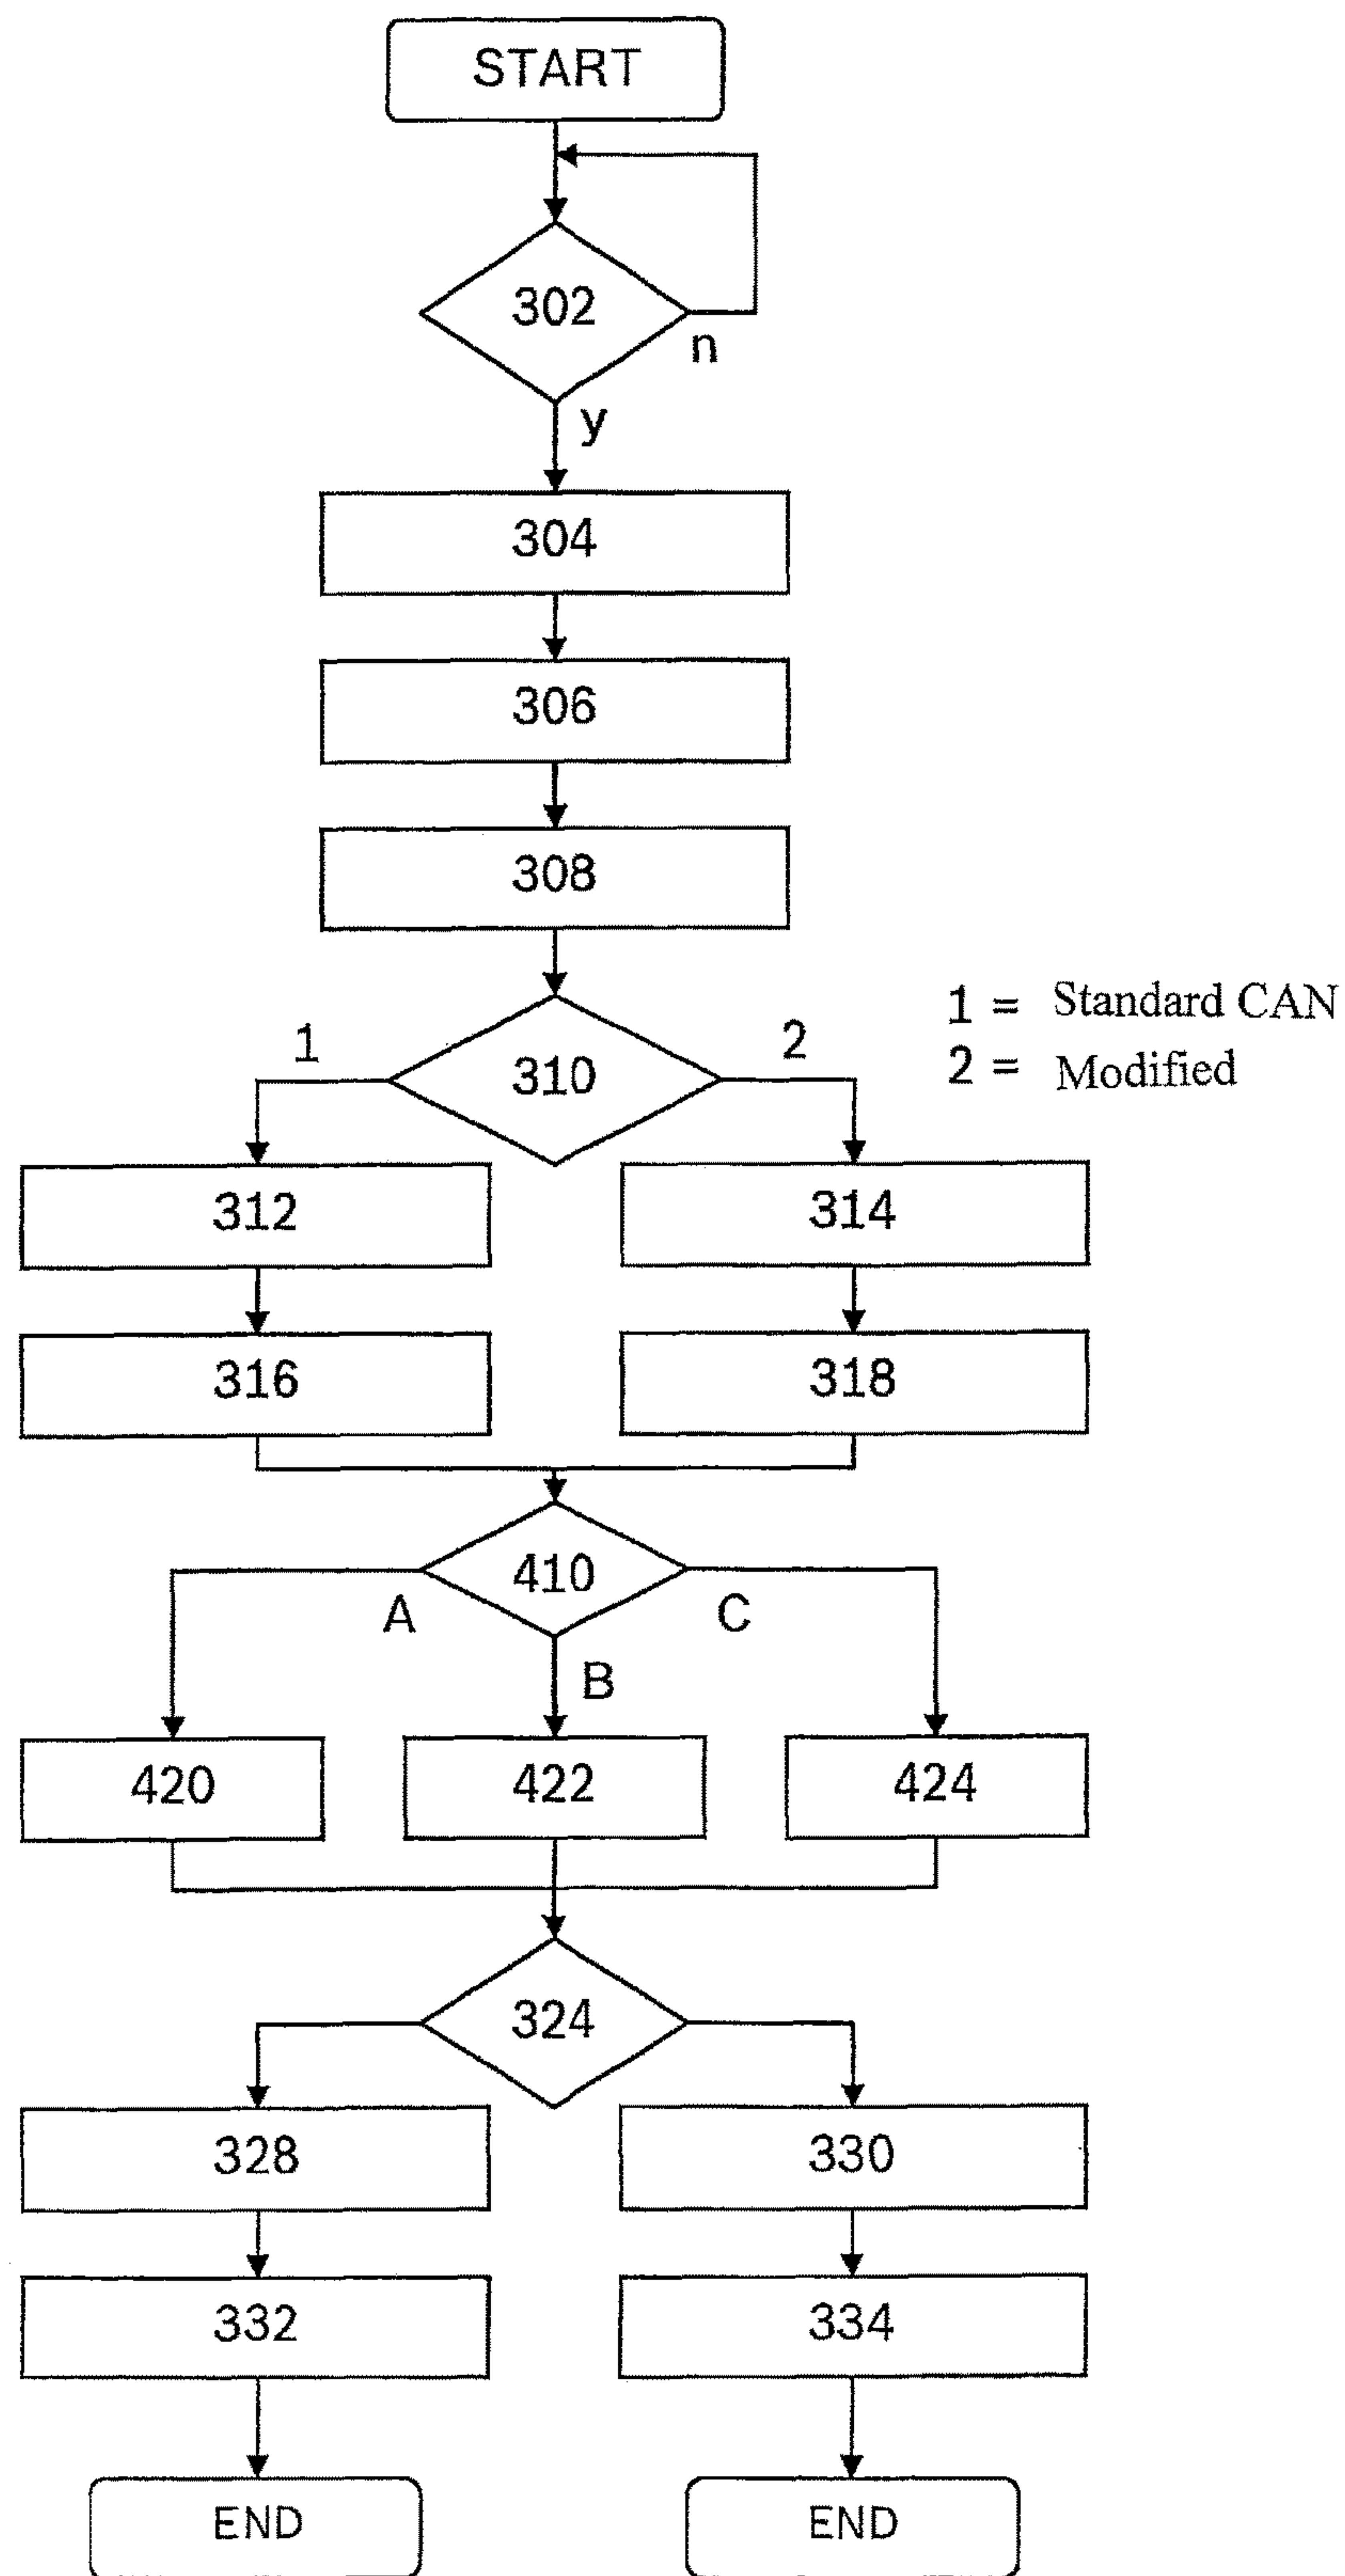 START
302
n
y
304
306
308
1 = Standard CAN
2 = Modified
1
310
2
312
314
316
318
410
A
C
B
420
422
424
324
328
330
332
334
END
END